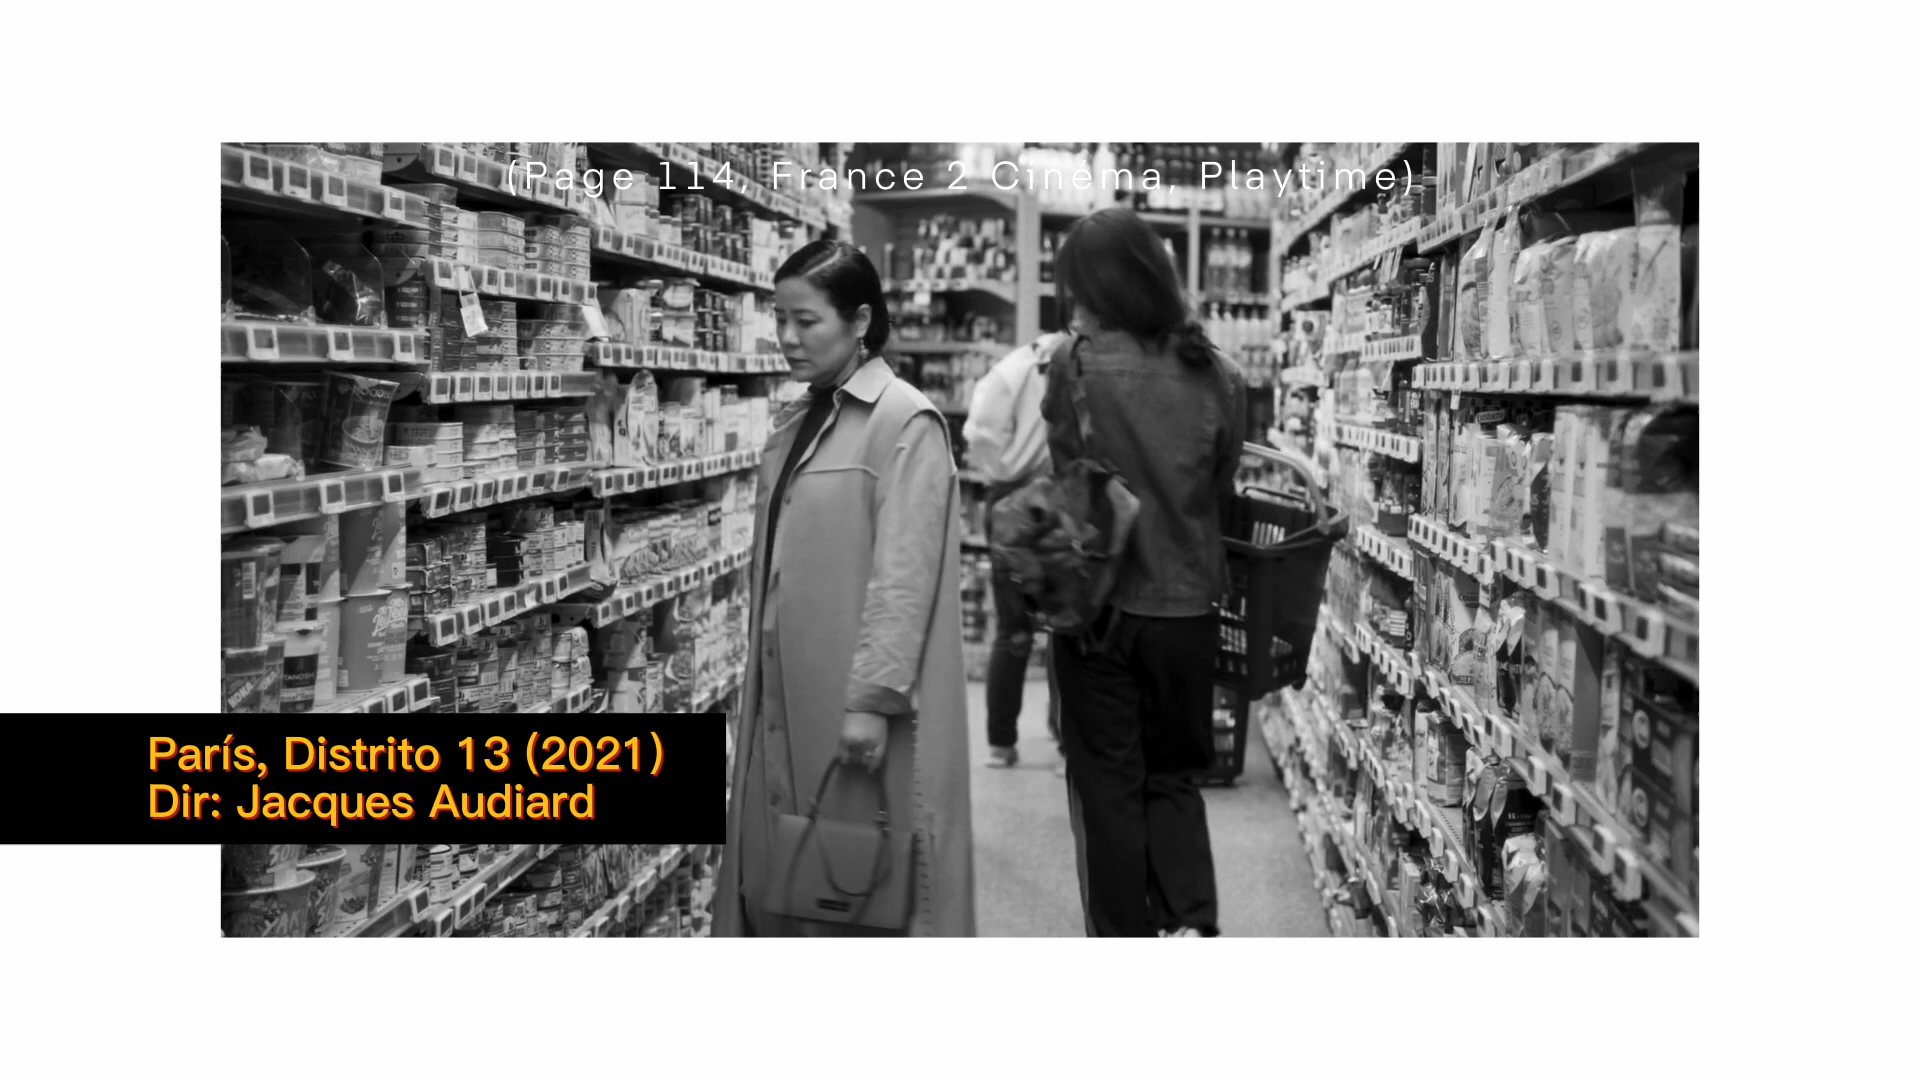 (Page 114, France 2 Cinéma, Playtime)
París, Distrito 13 (2021)
Dir: Jacques Audiard